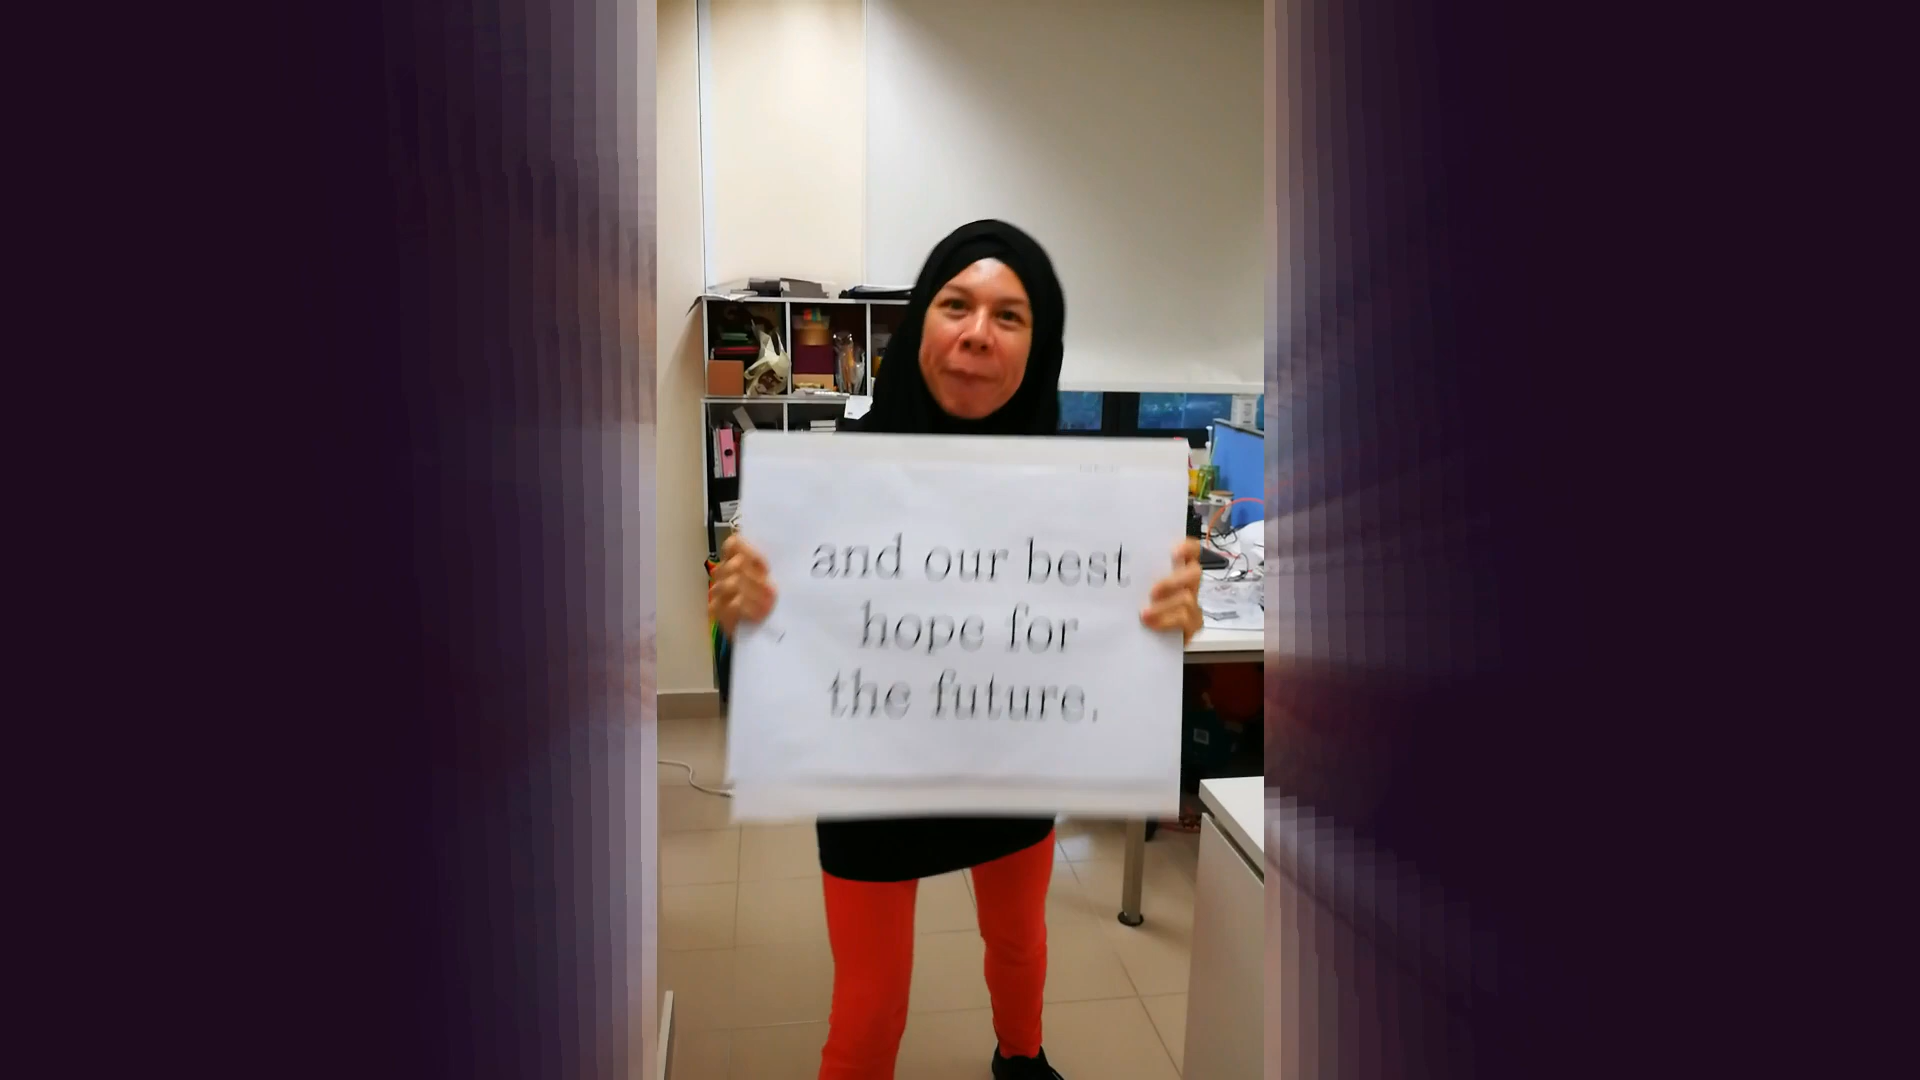 and our best
hope for
the future.